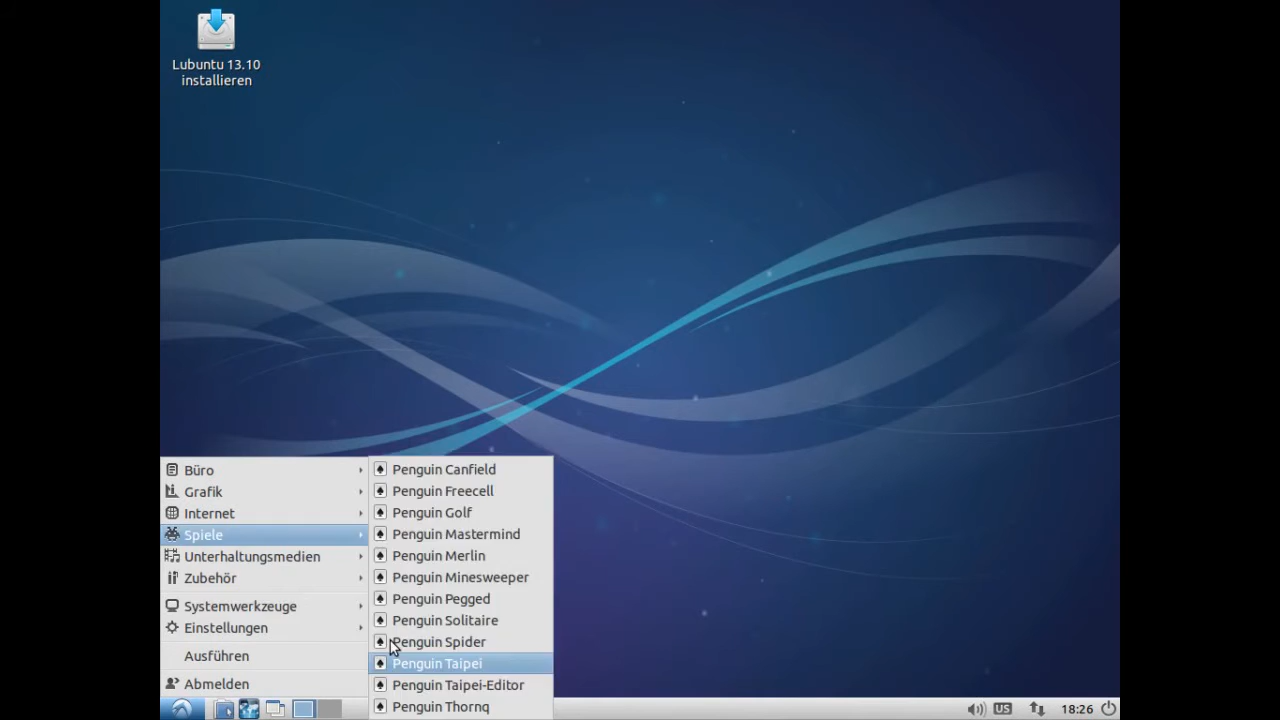 Lubuntu 13.10
installieren
Büro
Grafik
Internet
Spiele
Unterhaltungsmedien
Zubehör
Systemwerkzeuge
Einstellungen
Ausführen
Abmelden
Penguin Canfield
Penguin Freecell
Penguin Golf
Penguin Mastermind
Penguin Merlin
Penguin Minesweeper
Penguin Pegged
Penguin Solitaire
Penguin Spider
Penguin Taipei
Penguin Taipei-Editor
Penguin Thornq
US
18:26